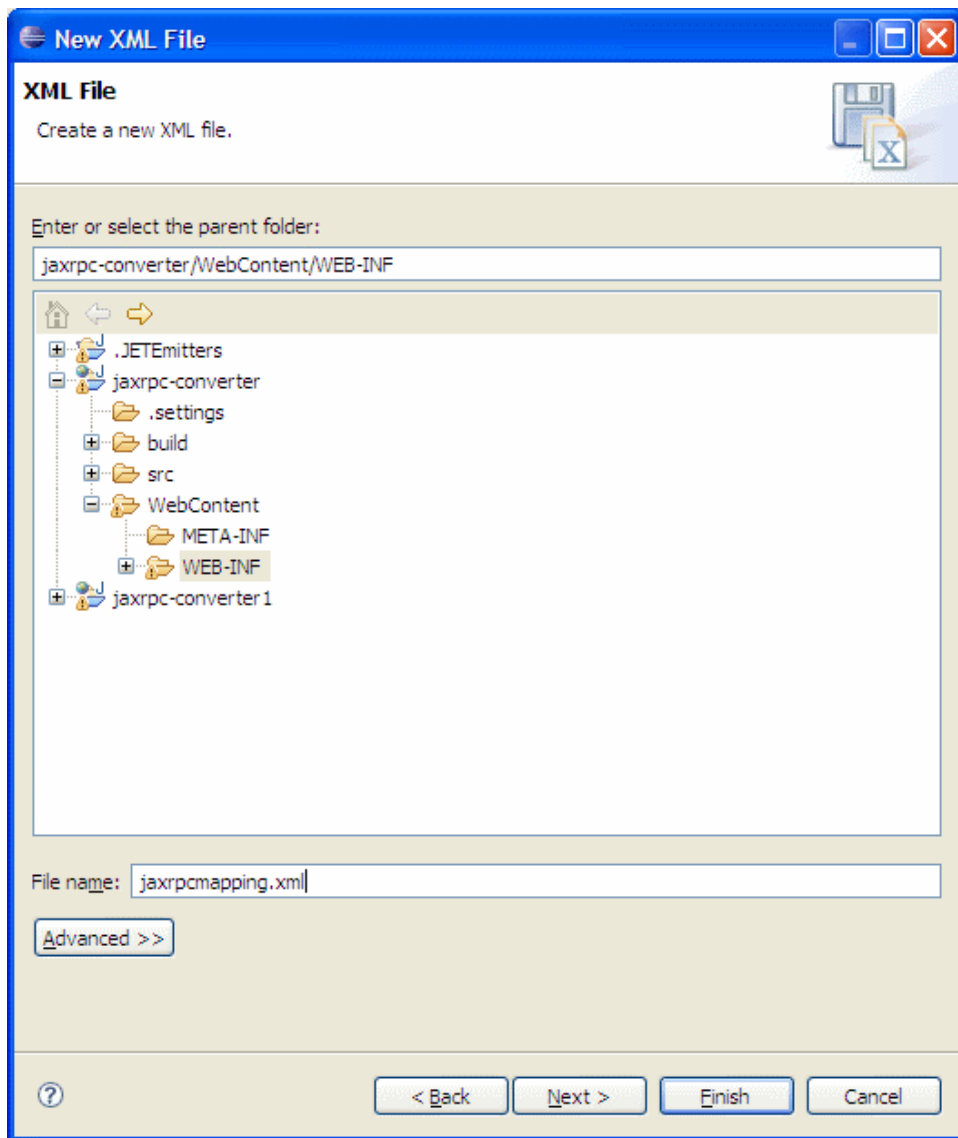 New XML File
XML File
Create a new XML file.
Enter or select the parent folder:
jaxrpc-converter/WebContent/WEB-INF
.JETEmitters
jaxrpc-converter
.settings
build
src
WebContent
META-INF
WEB-INF
jaxrpc-converter1
File name: jaxrpcmapping.xml
Advanced >>
< Back Next > Finish Cancel